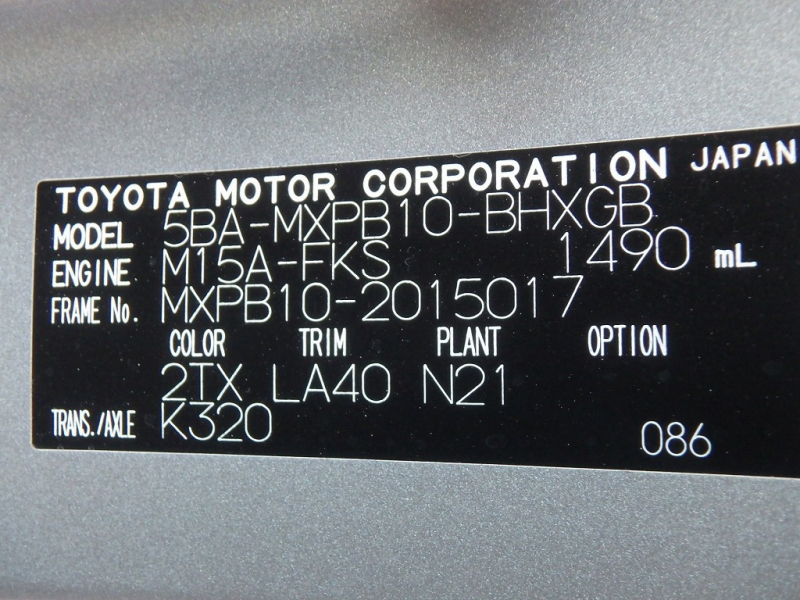 TOYOTA MOTOR CORPORATION JAPAN
MODEL 5BA-MXPB10-BHXGB
ENGINE M15A-FKS 1490 mL
FRAME No. MXPB10-2015017
COLOR TRIM PLANT OPTION
2TX LA40 N21
TRANS./AXLE K320
086